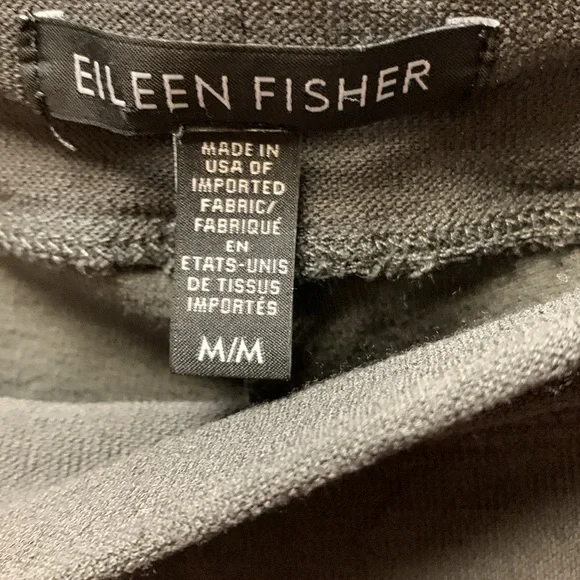 EILEEN FISHER
MADE IN
USA OF
IMPORTED
FABRIC/
FABRIQUÉ
EN
ETATS-UNIS
DE TISSUS
IMPORTÉS
M/M